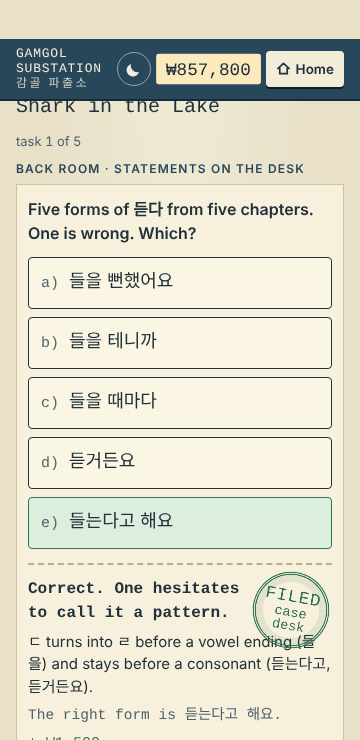 GAMGOL
SUBSTATION
감골 파출소
₩857,800
Home
Shark in the Lake
task 1 of 5
BACK ROOM · STATEMENTS ON THE DESK
Five forms of 듣다 from five chapters.
One is wrong. Which?
a) 들을 뻔했어요
b) 들을 테니까
c) 들을 때마다
d) 듣거든요
e) 들는다고 해요
Correct. One hesitates
to call it a pattern.
FILED
case
desk
ㄷ turns into ㄹ before a vowel ending (들
을) and stays before a consonant (듣는다고,
듣거든요).
The right form is 듣는다고 해요.